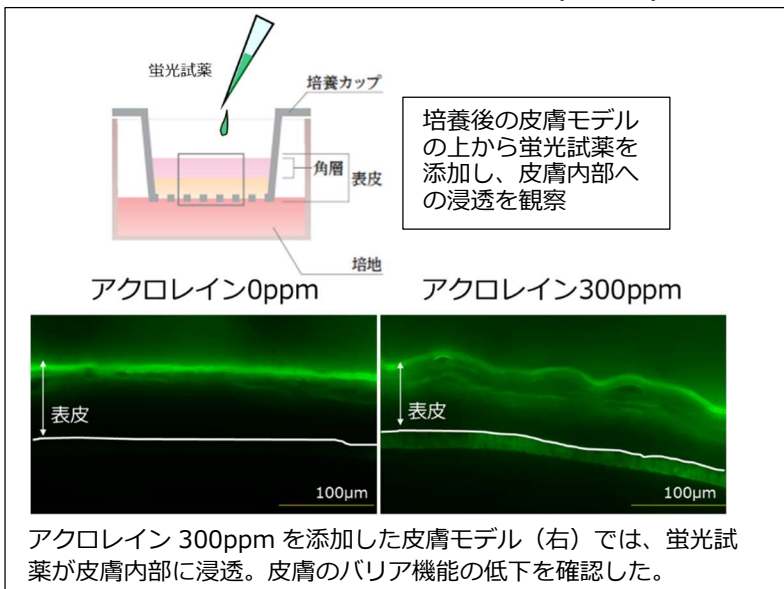 蛍光試薬
培養カップ
角層
表皮
培地
培養後の皮膚モデル
の上から蛍光試薬を
添加し、皮膚内部へ
の浸透を観察
アクロレイン0ppm
アクロレイン300ppm
表皮
100μm
表皮
100μm
アクロレイン 300ppm を添加した皮膚モデル（右）では、蛍光試
薬が皮膚内部に浸透。皮膚のバリア機能の低下を確認した。